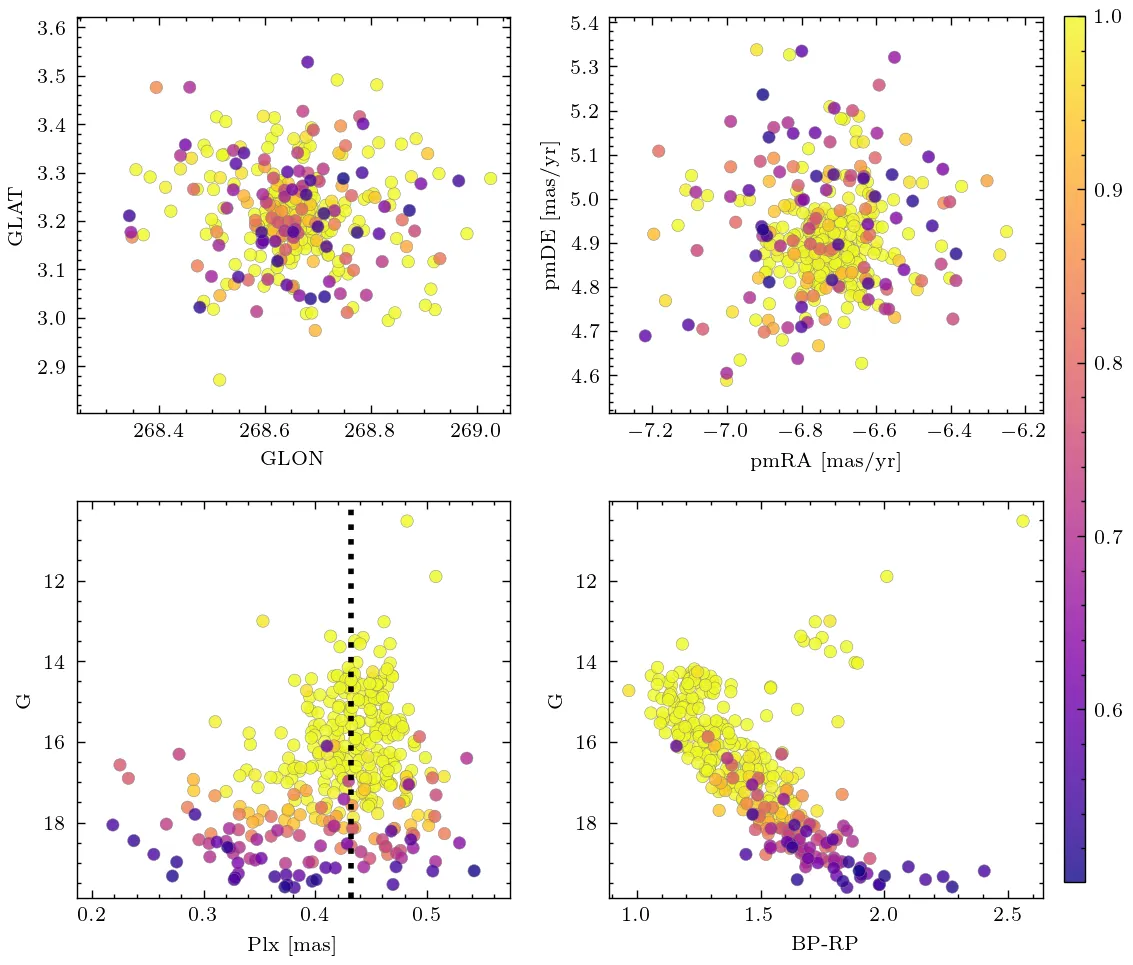 3.6
3.5
3.4
3.3
3.2
3.1
3.0
2.9
GLAT
268.4 268.6 268.8 269.0
GLON
5.4
5.3
5.2
5.1
5.0
4.9
4.8
4.7
4.6
pmDE [mas/yr]
−7.2 −7.0 −6.8 −6.6 −6.4 −6.2
pmRA [mas/yr]
1.0
0.9
0.8
0.7
0.6
12
14
16
18
G
0.2 0.3 0.4 0.5
Plx [mas]
12
14
16
18
G
1.0 1.5 2.0 2.5
BP-RP